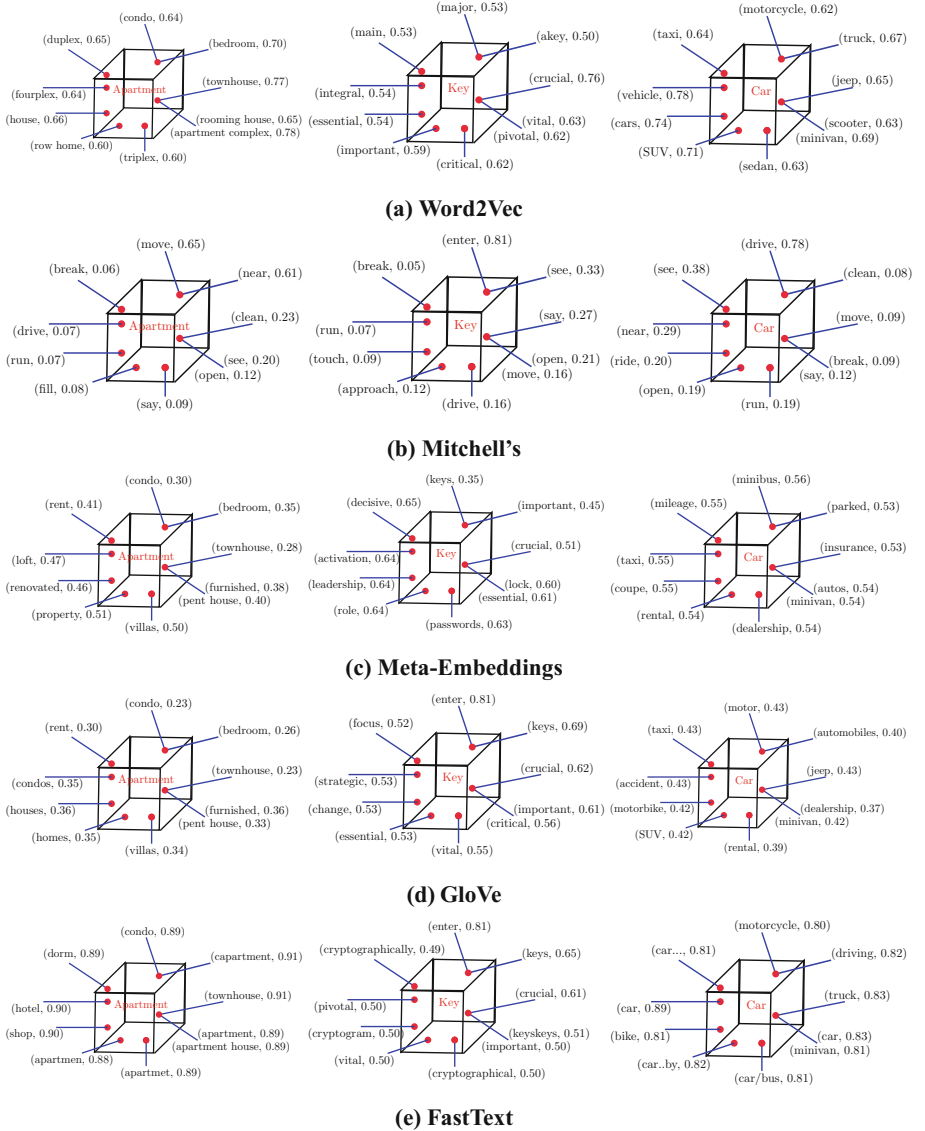 (condo, 0.64)
(duplex, 0.65)
(bedroom, 0.70)
(townhouse, 0.77)
Apartment
(fourplex, 0.64)
(house, 0.66)
(rooming house, 0.65)
(apartment complex, 0.78)
(row home, 0.60)
(triplex, 0.60)
(major, 0.53)
(main, 0.53)
(akey, 0.50)
(crucial, 0.76)
Key
(integral, 0.54)
(essential, 0.54)
(vital, 0.63)
(pivotal, 0.62)
(important, 0.59)
(critical, 0.62)
(motorcycle, 0.62)
(taxi, 0.64)
(truck, 0.67)
(jeep, 0.65)
Car
(vehicle, 0.78)
(cars, 0.74)
(scooter, 0.63)
(minivan, 0.69)
(SUV, 0.71)
(sedan, 0.63)
(a) Word2Vec
(move, 0.65)
(break, 0.06)
(near, 0.61)
(clean, 0.23)
Apartment
(drive, 0.07)
(run, 0.07)
(see, 0.20)
(open, 0.12)
(fill, 0.08)
(say, 0.09)
(enter, 0.81)
(break, 0.05)
(see, 0.33)
(say, 0.27)
Key
(run, 0.07)
(touch, 0.09)
(open, 0.21)
(move, 0.16)
(approach, 0.12)
(drive, 0.16)
(drive, 0.78)
(see, 0.38)
(clean, 0.08)
(move, 0.09)
Car
(near, 0.29)
(ride, 0.20)
(break, 0.09)
(say, 0.12)
(open, 0.19)
(run, 0.19)
(b) Mitchell's
(condo, 0.30)
(rent, 0.41)
(bedroom, 0.35)
(townhouse, 0.28)
Apartment
(loft, 0.47)
(renovated, 0.46)
(furnished, 0.38)
(pent house, 0.40)
(property, 0.51)
(villas, 0.50)
(keys, 0.35)
(decisive, 0.65)
(important, 0.45)
(crucial, 0.51)
Key
(activation, 0.64)
(leadership, 0.64)
(lock, 0.60)
(essential, 0.61)
(role, 0.64)
(passwords, 0.63)
(minibus, 0.56)
(mileage, 0.55)
(parked, 0.53)
(insurance, 0.53)
Car
(taxi, 0.55)
(coupe, 0.55)
(autos, 0.54)
(minivan, 0.54)
(rental, 0.54)
(dealership, 0.54)
(c) Meta-Embeddings
(condo, 0.23)
(rent, 0.30)
(bedroom, 0.26)
(townhouse, 0.23)
Apartment
(condos, 0.35)
(houses, 0.36)
(furnished, 0.36)
(pent house, 0.33)
(homes, 0.35)
(villas, 0.34)
(enter, 0.81)
(focus, 0.52)
(keys, 0.69)
(crucial, 0.62)
Key
(strategic, 0.53)
(change, 0.53)
(important, 0.61)
(critical, 0.56)
(essential, 0.53)
(vital, 0.55)
(motor, 0.43)
(taxi, 0.43)
(automobiles, 0.40)
(jeep, 0.43)
Car
(accident, 0.43)
(motorbike, 0.42)
(dealership, 0.37)
(minivan, 0.42)
(SUV, 0.42)
(rental, 0.39)
(d) GloVe
(condo, 0.89)
(dorm, 0.89)
(capartment, 0.91)
(townhouse, 0.91)
Apartment
(hotel, 0.90)
(shop, 0.90)
(apartment, 0.89)
(apartment house, 0.89)
(apartmen, 0.88)
(apartmet, 0.89)
(enter, 0.81)
(cryptographically, 0.49)
(keys, 0.65)
(crucial, 0.61)
Key
(pivotal, 0.50)
(cryptogram, 0.50)
(keyskeys, 0.51)
(important, 0.50)
(vital, 0.50)
(cryptographical, 0.50)
(motorcycle, 0.80)
(car..., 0.81)
(driving, 0.82)
(truck, 0.83)
Car
(car, 0.89)
(bike, 0.81)
(car, 0.83)
(minivan, 0.81)
(car..by, 0.82)
(car/bus, 0.81)
(e) FastText